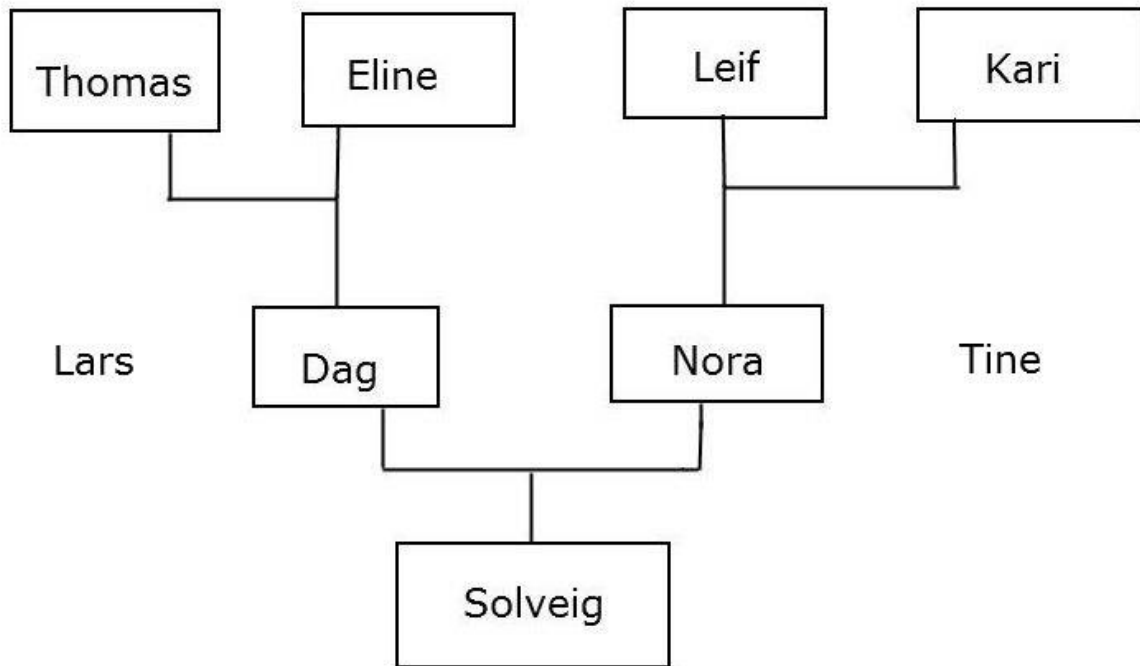 Thomas
Eline
Leif
Kari
Lars
Dag
Nora
Tine
Solveig